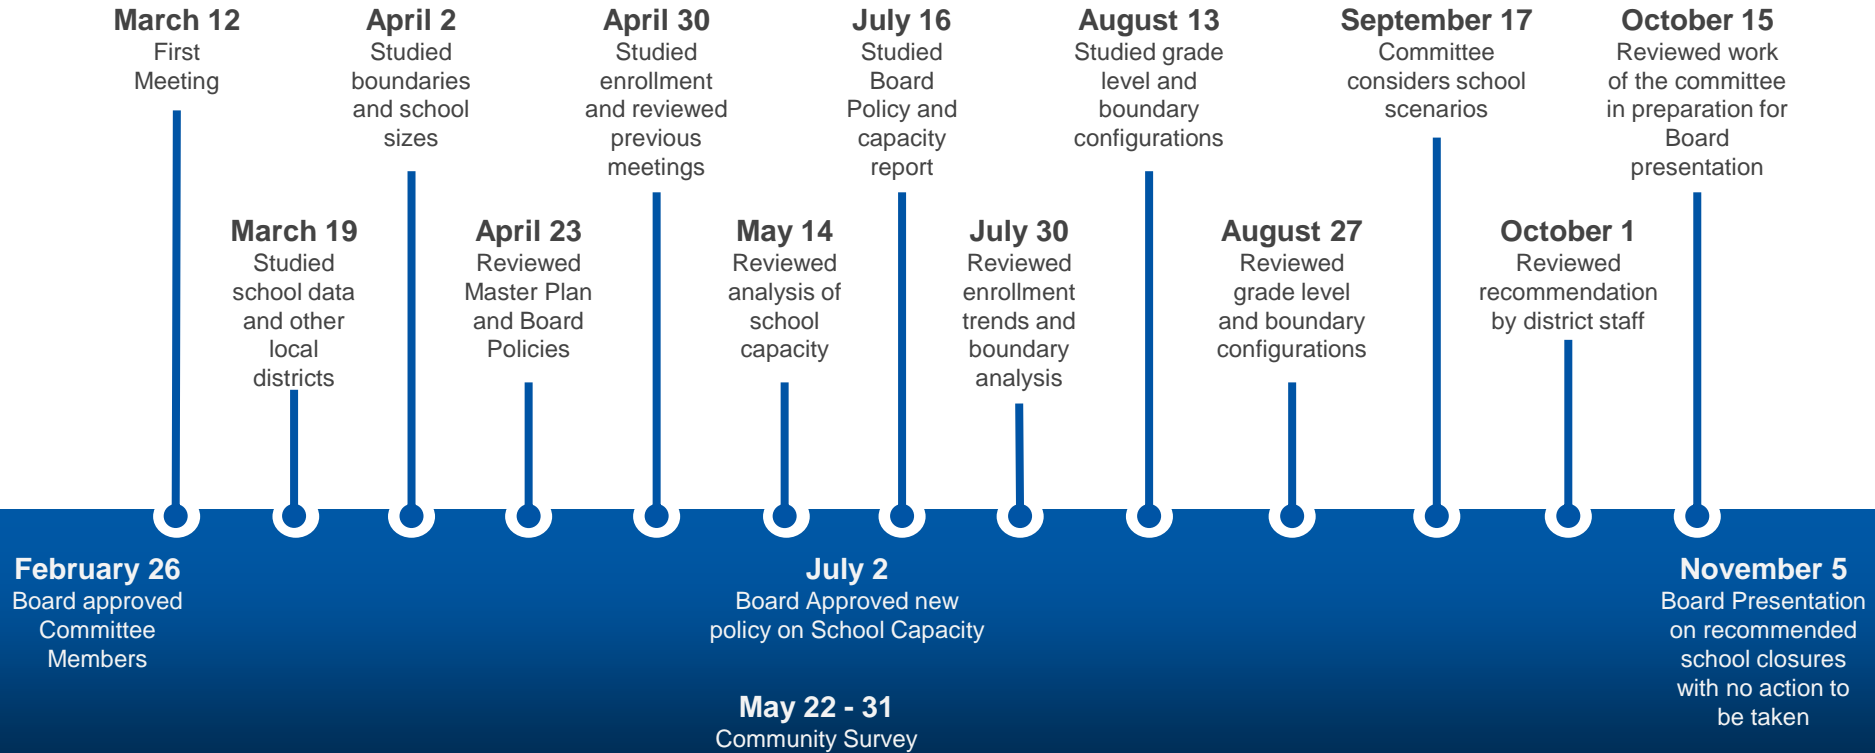 March 12
First
Meeting
April 2
Studied
boundaries
and school
sizes
April 30
Studied
enrollment
and reviewed
previous
meetings
July 16
Studied
Board
Policy and
capacity
report
August 13
Studied grade
level and
boundary
configurations
September 17
Committee
considers school
scenarios
October 15
Reviewed work
of the committee
in preparation for
Board
presentation
March 19
Studied
school data
and other
local
districts
April 23
Reviewed
Master Plan
and Board
Policies
May 14
Reviewed
analysis of
school
capacity
July 30
Reviewed
enrollment
trends and
boundary
analysis
August 27
Reviewed
grade level
and boundary
configurations
October 1
Reviewed
recommendation
by district staff
February 26
Board approved
Committee
Members
July 2
Board Approved new
policy on School Capacity
May 22 - 31
Community Survey
November 5
Board Presentation
on recommended
school closures
with no action to
be taken